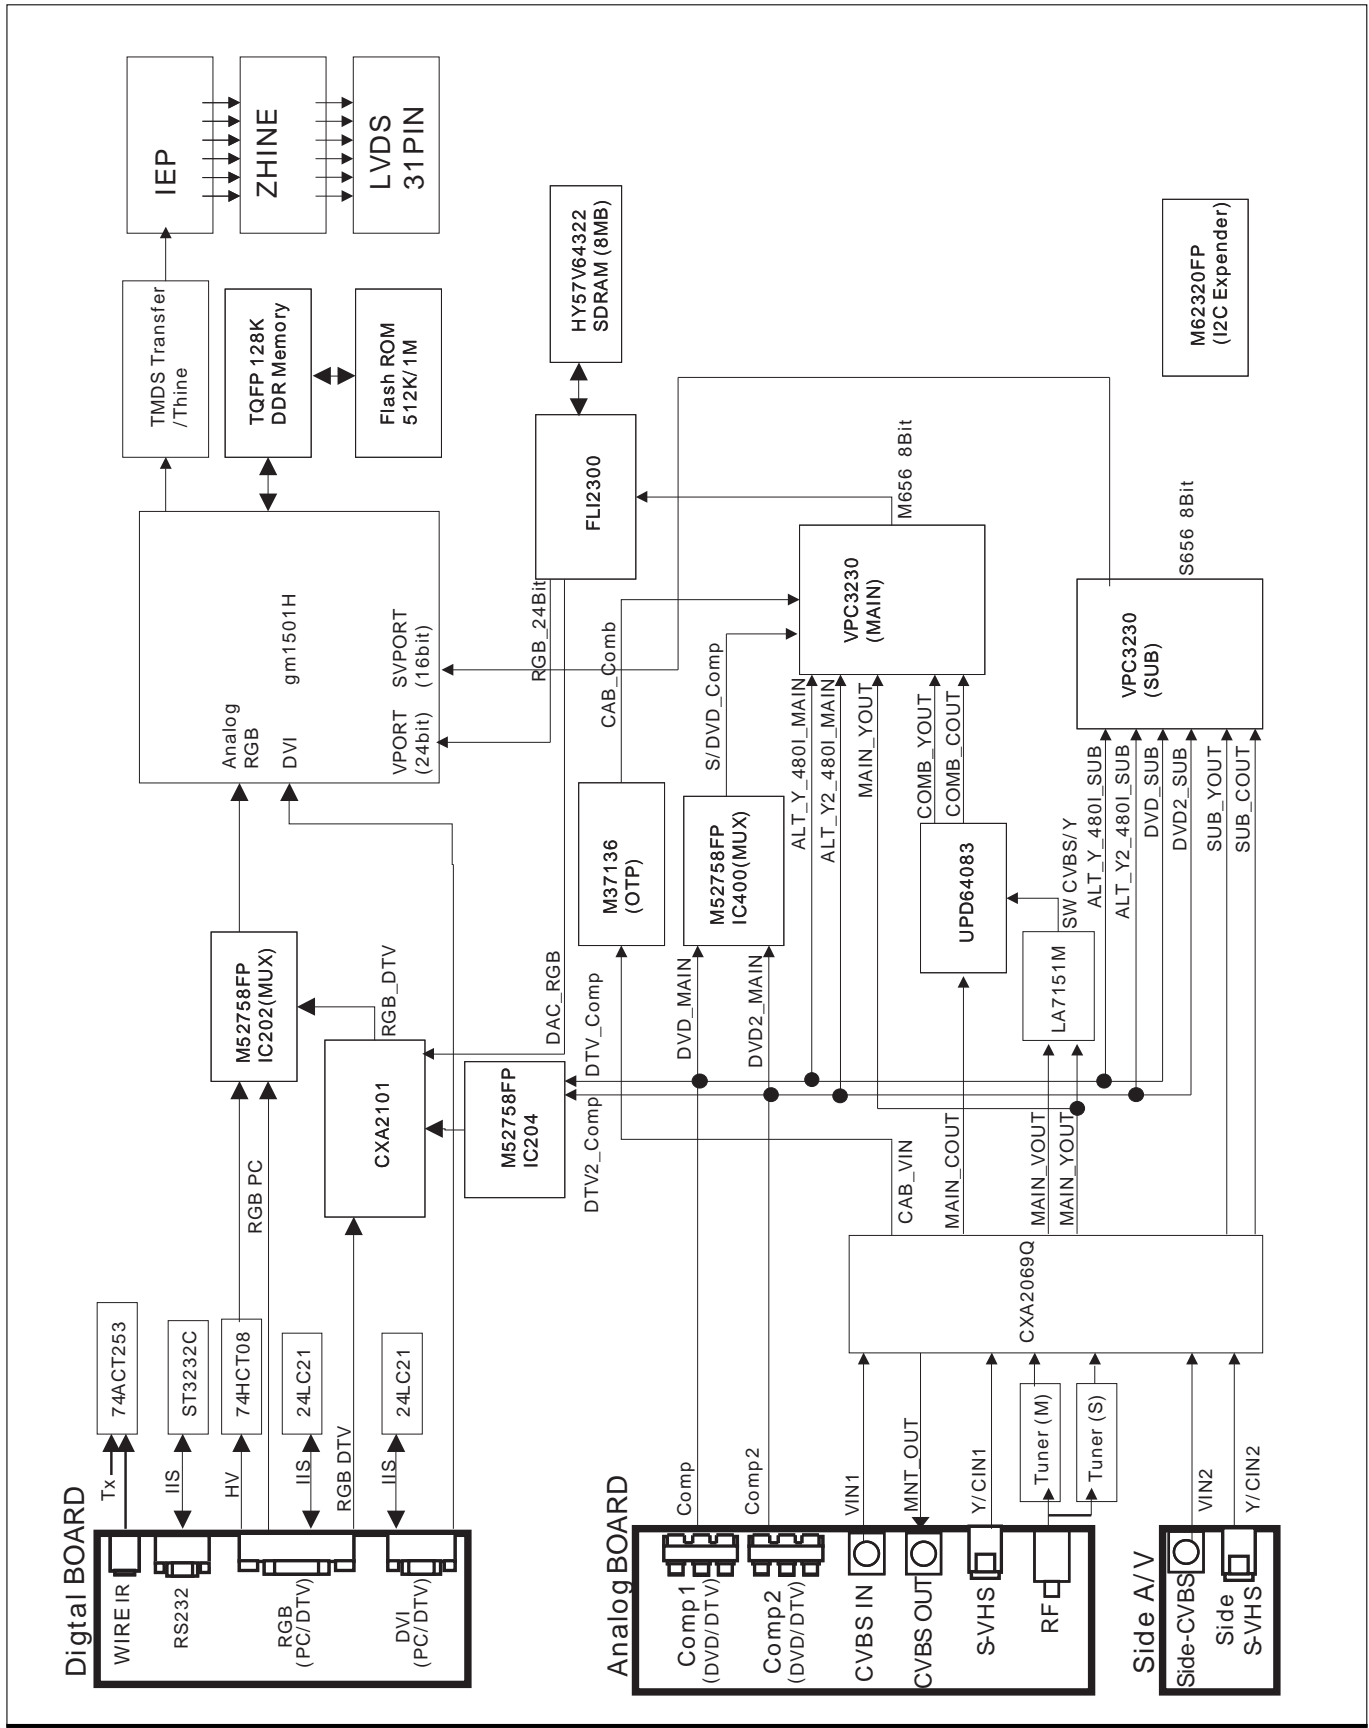 Digtal BOARD
WIRE IR
RS232
RGB
(PC/DTV)
DVI
(PC/DTV)
Tx
IIS
HV
IIS
RGB DTV
IIS
74ACT253
ST3232C
74HCT08
24LC21
24LC21
RGB PC
M52758FP
IC202(MUX)
RGB_DTV
CXA2101
M52758FP
IC204
DAC_RGB
DTV_Comp
DTV2_Comp
Analog
RGB
DVI
gm1501H
VPORT
(24bit)
SVPORT
(16bit)
TMDS Transfer
/Thine
TQFP 128K
DDR Memory
Flash ROM
512K/1M
IEP
ZHINE
LVDS
31PIN
HY57V64322
SDRAM (8MB)
FLI2300
RGB_24Bit
CAB_Comb
S/DVD_Comp
M37136
(OTP)
M52758FP
IC400(MUX)
DVD_MAIN
DVD2_MAIN
VPC3230
(MAIN)
M656 8Bit
ALT_Y_480I_MAIN
ALT_Y2_480I_MAIN
MAIN_YOUT
COMB_YOUT
COMB_COUT
UPD64083
LA7151M
SW CVBS/Y
VPC3230
(SUB)
S656 8Bit
ALT_Y_480I_SUB
ALT_Y2_480I_SUB
DVD_SUB
DVD2_SUB
SUB_YOUT
SUB_COUT
M62320FP
(I2C Expender)
CAB_VIN
MAIN_COUT
MAIN_VOUT
MAIN_YOUT
CXA2069Q
Analog BOARD
Comp1
(DVD/DTV)
Comp2
(DVD/DTV)
CVBS IN
CVBS OUT
S-VHS
RF
Comp
Comp2
VIN1
MNT_OUT
Y/CIN1
Tuner (M)
Tuner (S)
Side A/V
Side-CVBS
Side
S-VHS
VIN2
Y/CIN2